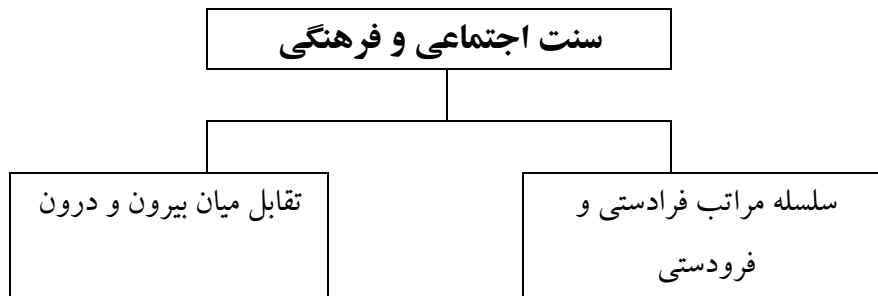 سنت اجتماعی و فرهنگی
سلسله مراتب فرادستی و
فرودستی
تقابل میان بیرون و درون